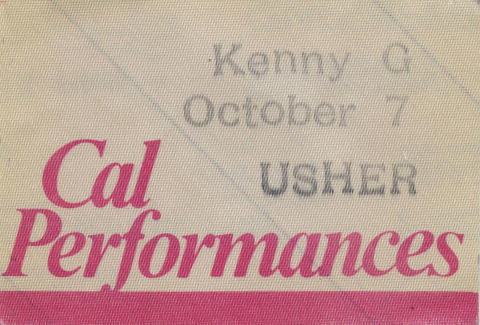 Kenny G
October 7
USHER
Cal
Performances